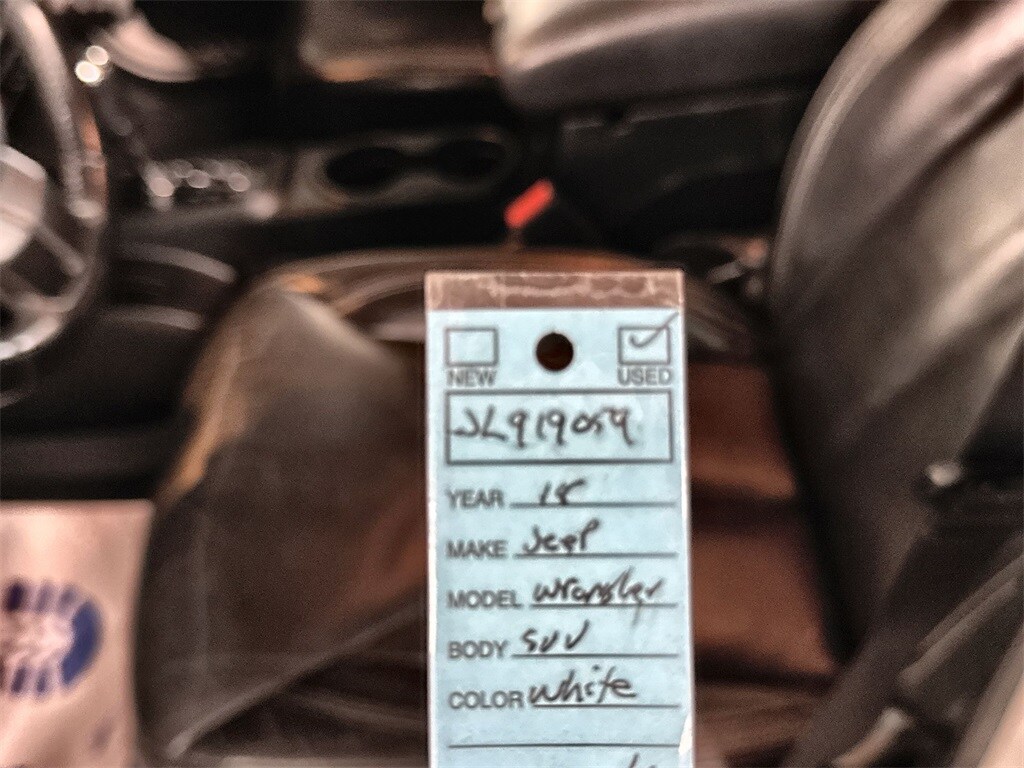 NEW USED
JL919059
YEAR 18
MAKE Jeep
MODEL Wrangler
BODY SUV
COLOR White